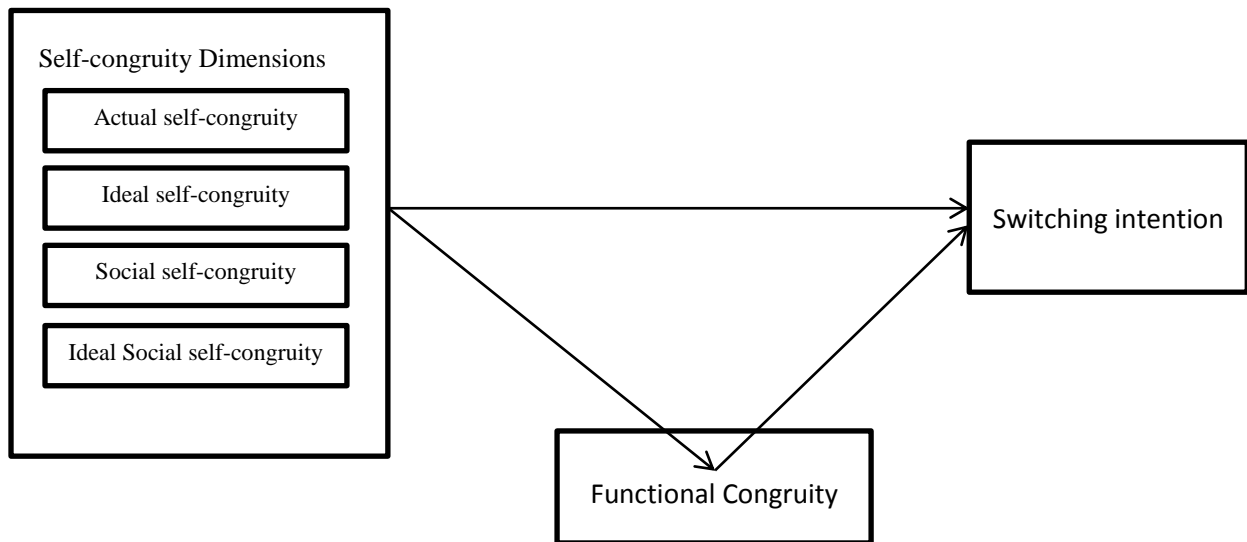 Self-congruity Dimensions
Actual self-congruity
Ideal self-congruity
Social self-congruity
Ideal Social self-congruity
Switching intention
Functional Congruity